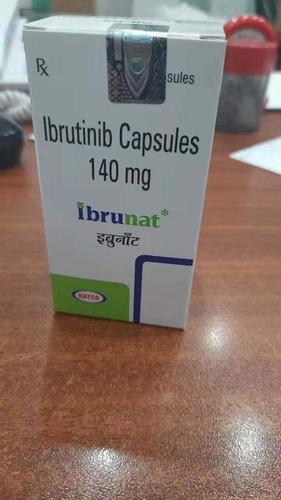 Rx
sules
Ibrutinib Capsules
140 mg
ibrunat*
इब्रुनॉट
NATCO